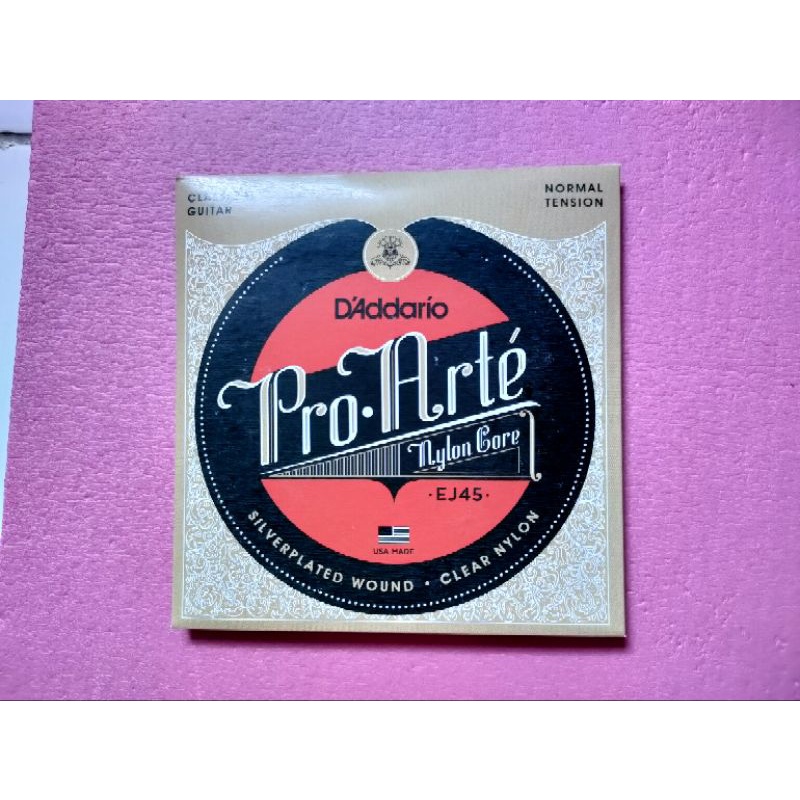 GUITAR
NORMAL
TENSION
D'Addario
Pro·Arté
Nylon Core
·EJ45·
USA MADE
SILVERPLATED WOUND • CLEAR NYLON